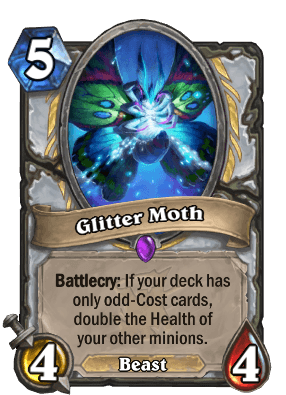 5
Glitter Moth
Battlecry: If your deck has
only odd-Cost cards,
double the Health of
your other minions.
4
Beast
4